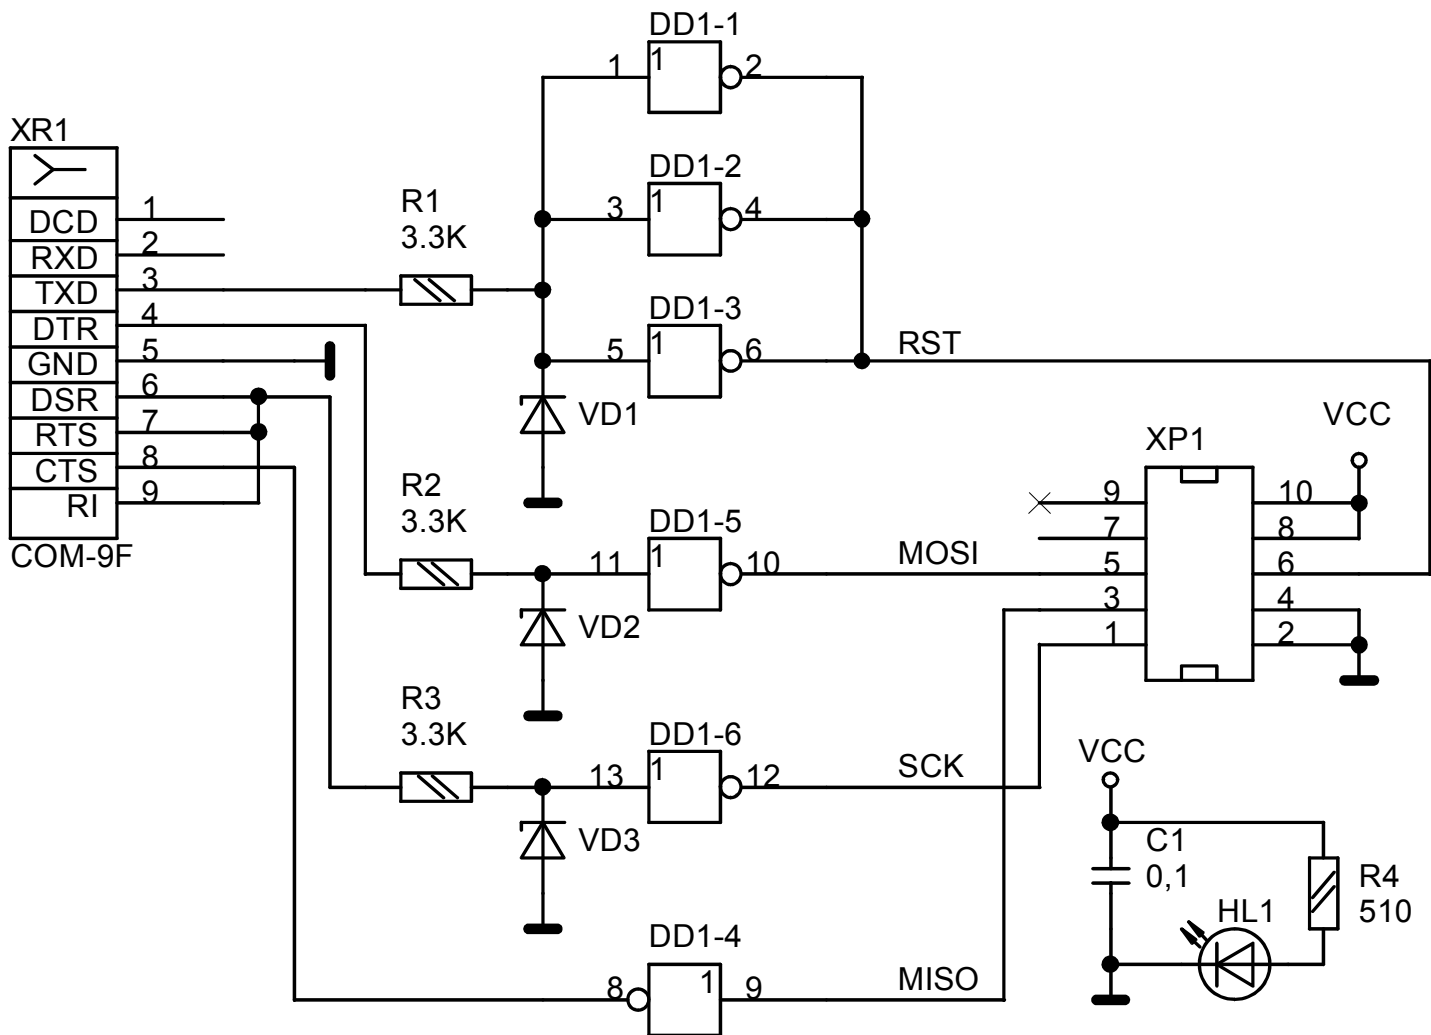 XR1
DCD 1
RXD 2
TXD 3
DTR 4
GND 5
DSR 6
RTS 7
CTS 8
RI 9
COM-9F
R1
3.3K
R2
3.3K
R3
3.3K
DD1-1
1 1 2
DD1-2
3 1 4
DD1-3
5 1 6
RST
VD1
DD1-5
11 1 10
MOSI
VD2
DD1-6
13 1 12
SCK
VD3
DD1-4
8 1 9
MISO
XP1
VCC
9 10
7 8
5 6
3 4
1 2
VCC
C1
0,1
R4
510
HL1